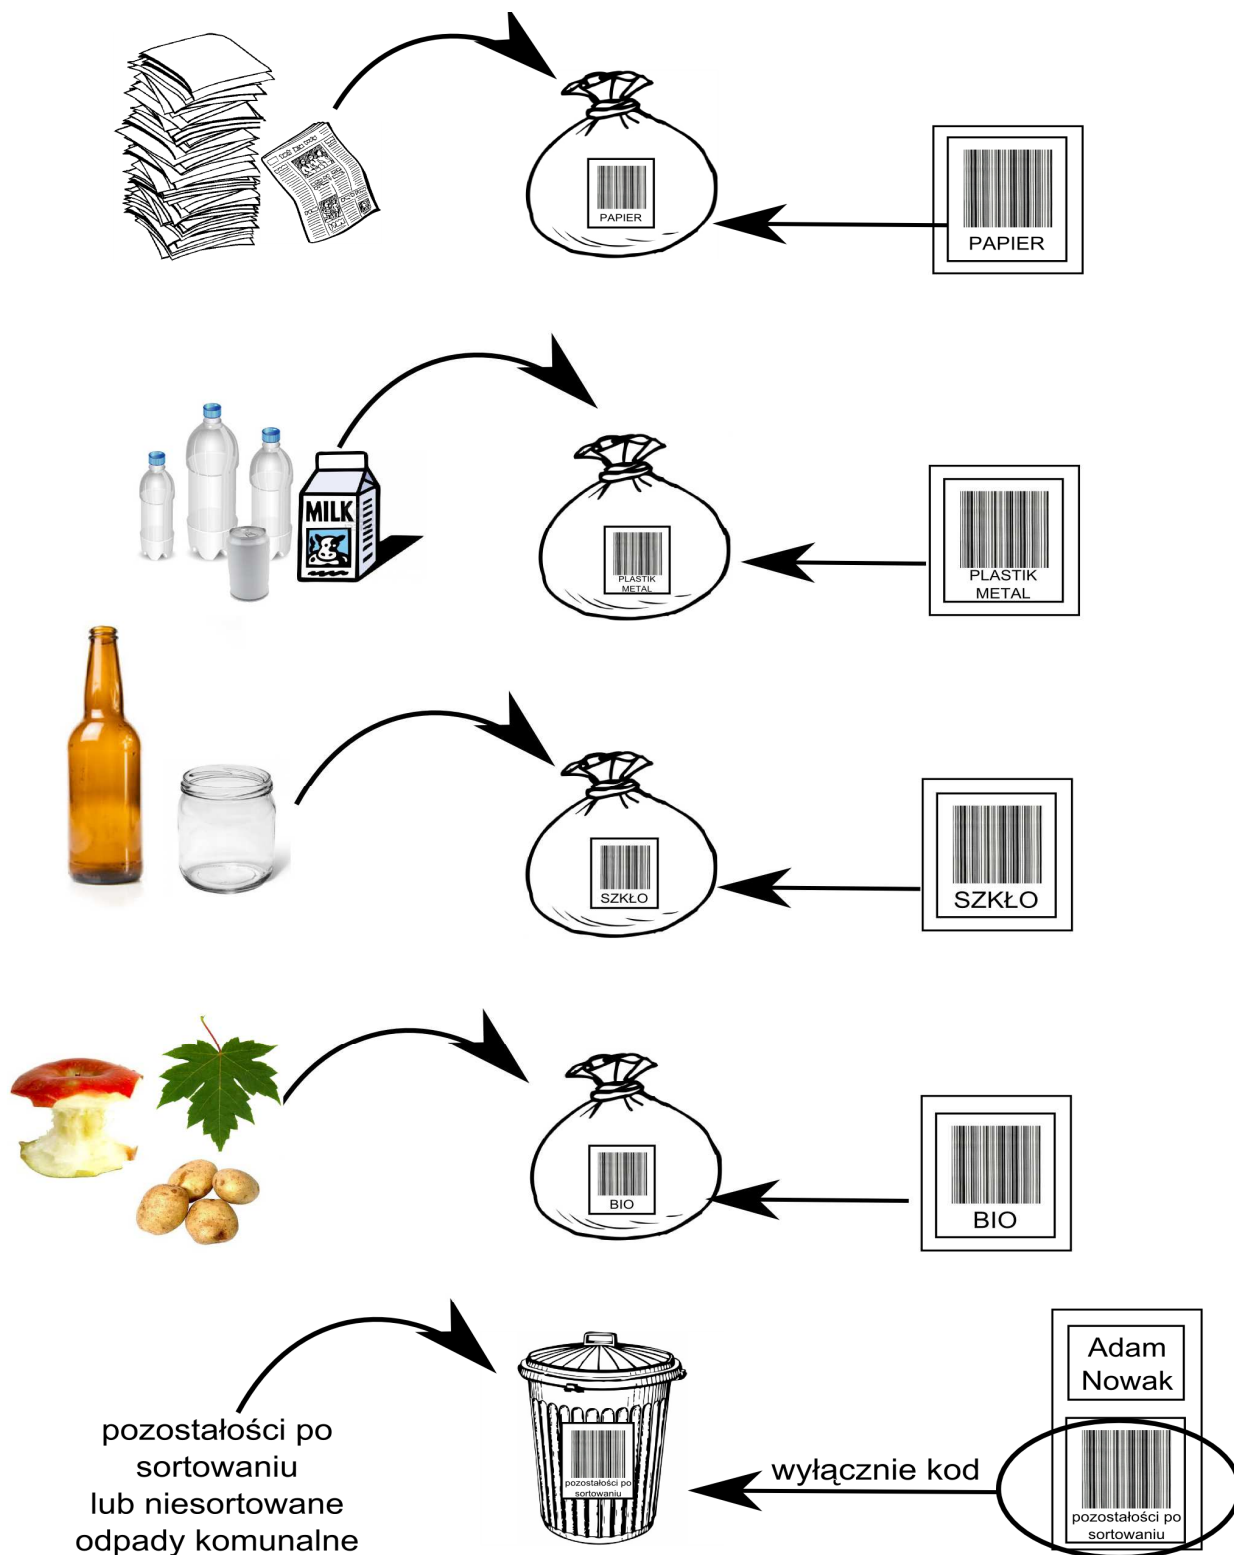 PAPIER
PAPIER
MILK
PLASTIK
METAL
PLASTIK
METAL
SZKŁO
SZKŁO
BIO
BIO
pozostałości po
sortowaniu
lub niesortowane
odpady komunalne
pozostałości po
sortowaniu
wyłącznie kod
Adam
Nowak
pozostałości po
sortowaniu